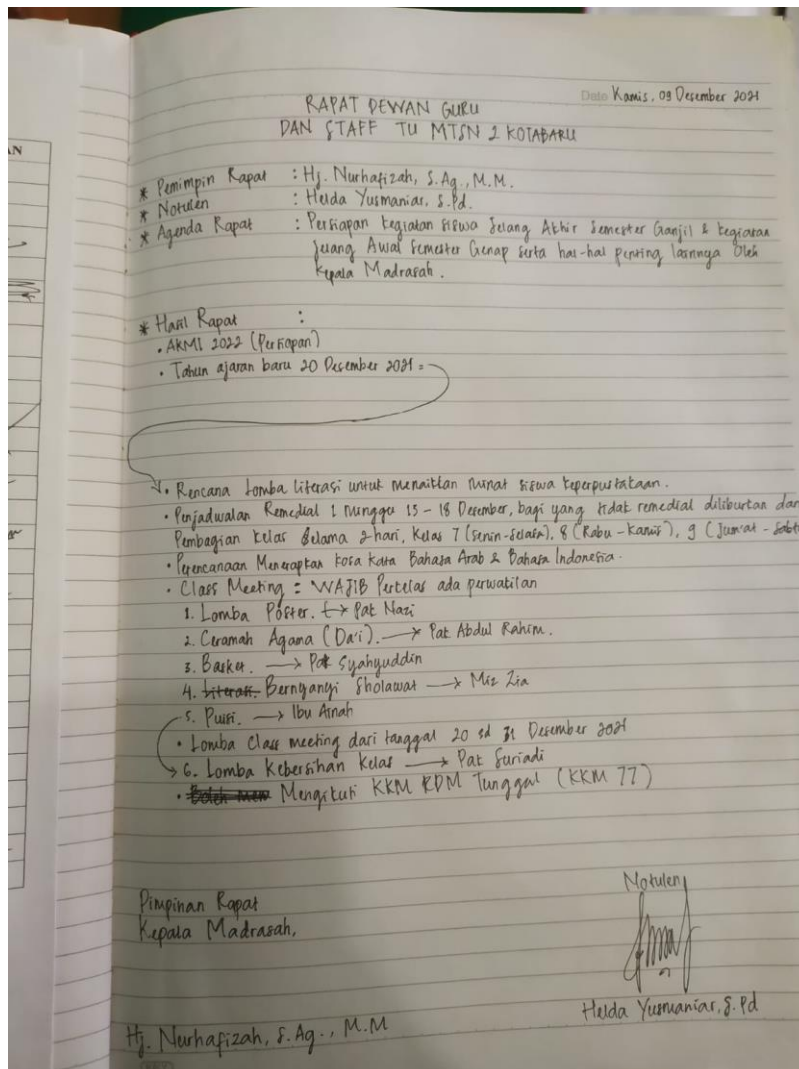 Date Kamis, 09 Desember 2021
RAPAT DEWAN GURU
DAN STAFF TU MTSN 2 KOTABARU
* Pemimpin Rapat : Hj. Nurhafizah, S.Ag., M.M.
* Notulen : Helda Yusmaniar, S.Pd.
* Agenda Rapat : Persiapan kegiatan siswa Jelang Akhir Semester Ganjil & kegiatan
jelang Awal Semester Genap serta hal-hal penting lainnya Oleh
Kepala Madrasah.
* Hasil Rapat :
• AKMI 2022 (Persiapan)
• Tahun ajaran baru 20 Desember 2021 =
• Rencana Lomba literasi untuk menaikkan minat siswa keperpustakaan.
• Penjadwalan Remedial 1 Minggu 13 - 18 Desember, bagi yang tidak remedial diliburkan dan
Pembagian kelas selama 2 hari, Kelas 7 (senin-selasa), 8 (Rabu - Kamis), 9 (Jum'at - Sabt
• Perencanaan Menerapkan kosa kata Bahasa Arab & Bahasa Indonesia.
• Class Meeting = WAJIB Perkelas ada perwakilan
1. Lomba Poster. → Pak Nazi
2. Ceramah Agama (Da'i). → Pak Abdul Rahim.
3. Basket. → Pak Syahyuddin
4. Literasi Bernyanyi Sholawat → Mis Zia
5. Puisi. → Ibu Ainah
• Lomba Class meeting dari tanggal 20 sd 31 Desember 2021
6. Lomba Kebersihan Kelas → Pak Suriadi
• Boleh Men Mengikuti KKM RDM Tunggal (KKM 77)
Notulen,
Pimpinan Rapat
Kepala Madrasah,
Helda Yusmaniar, S.Pd
Hj. Nurhafizah, S.Ag., M.M